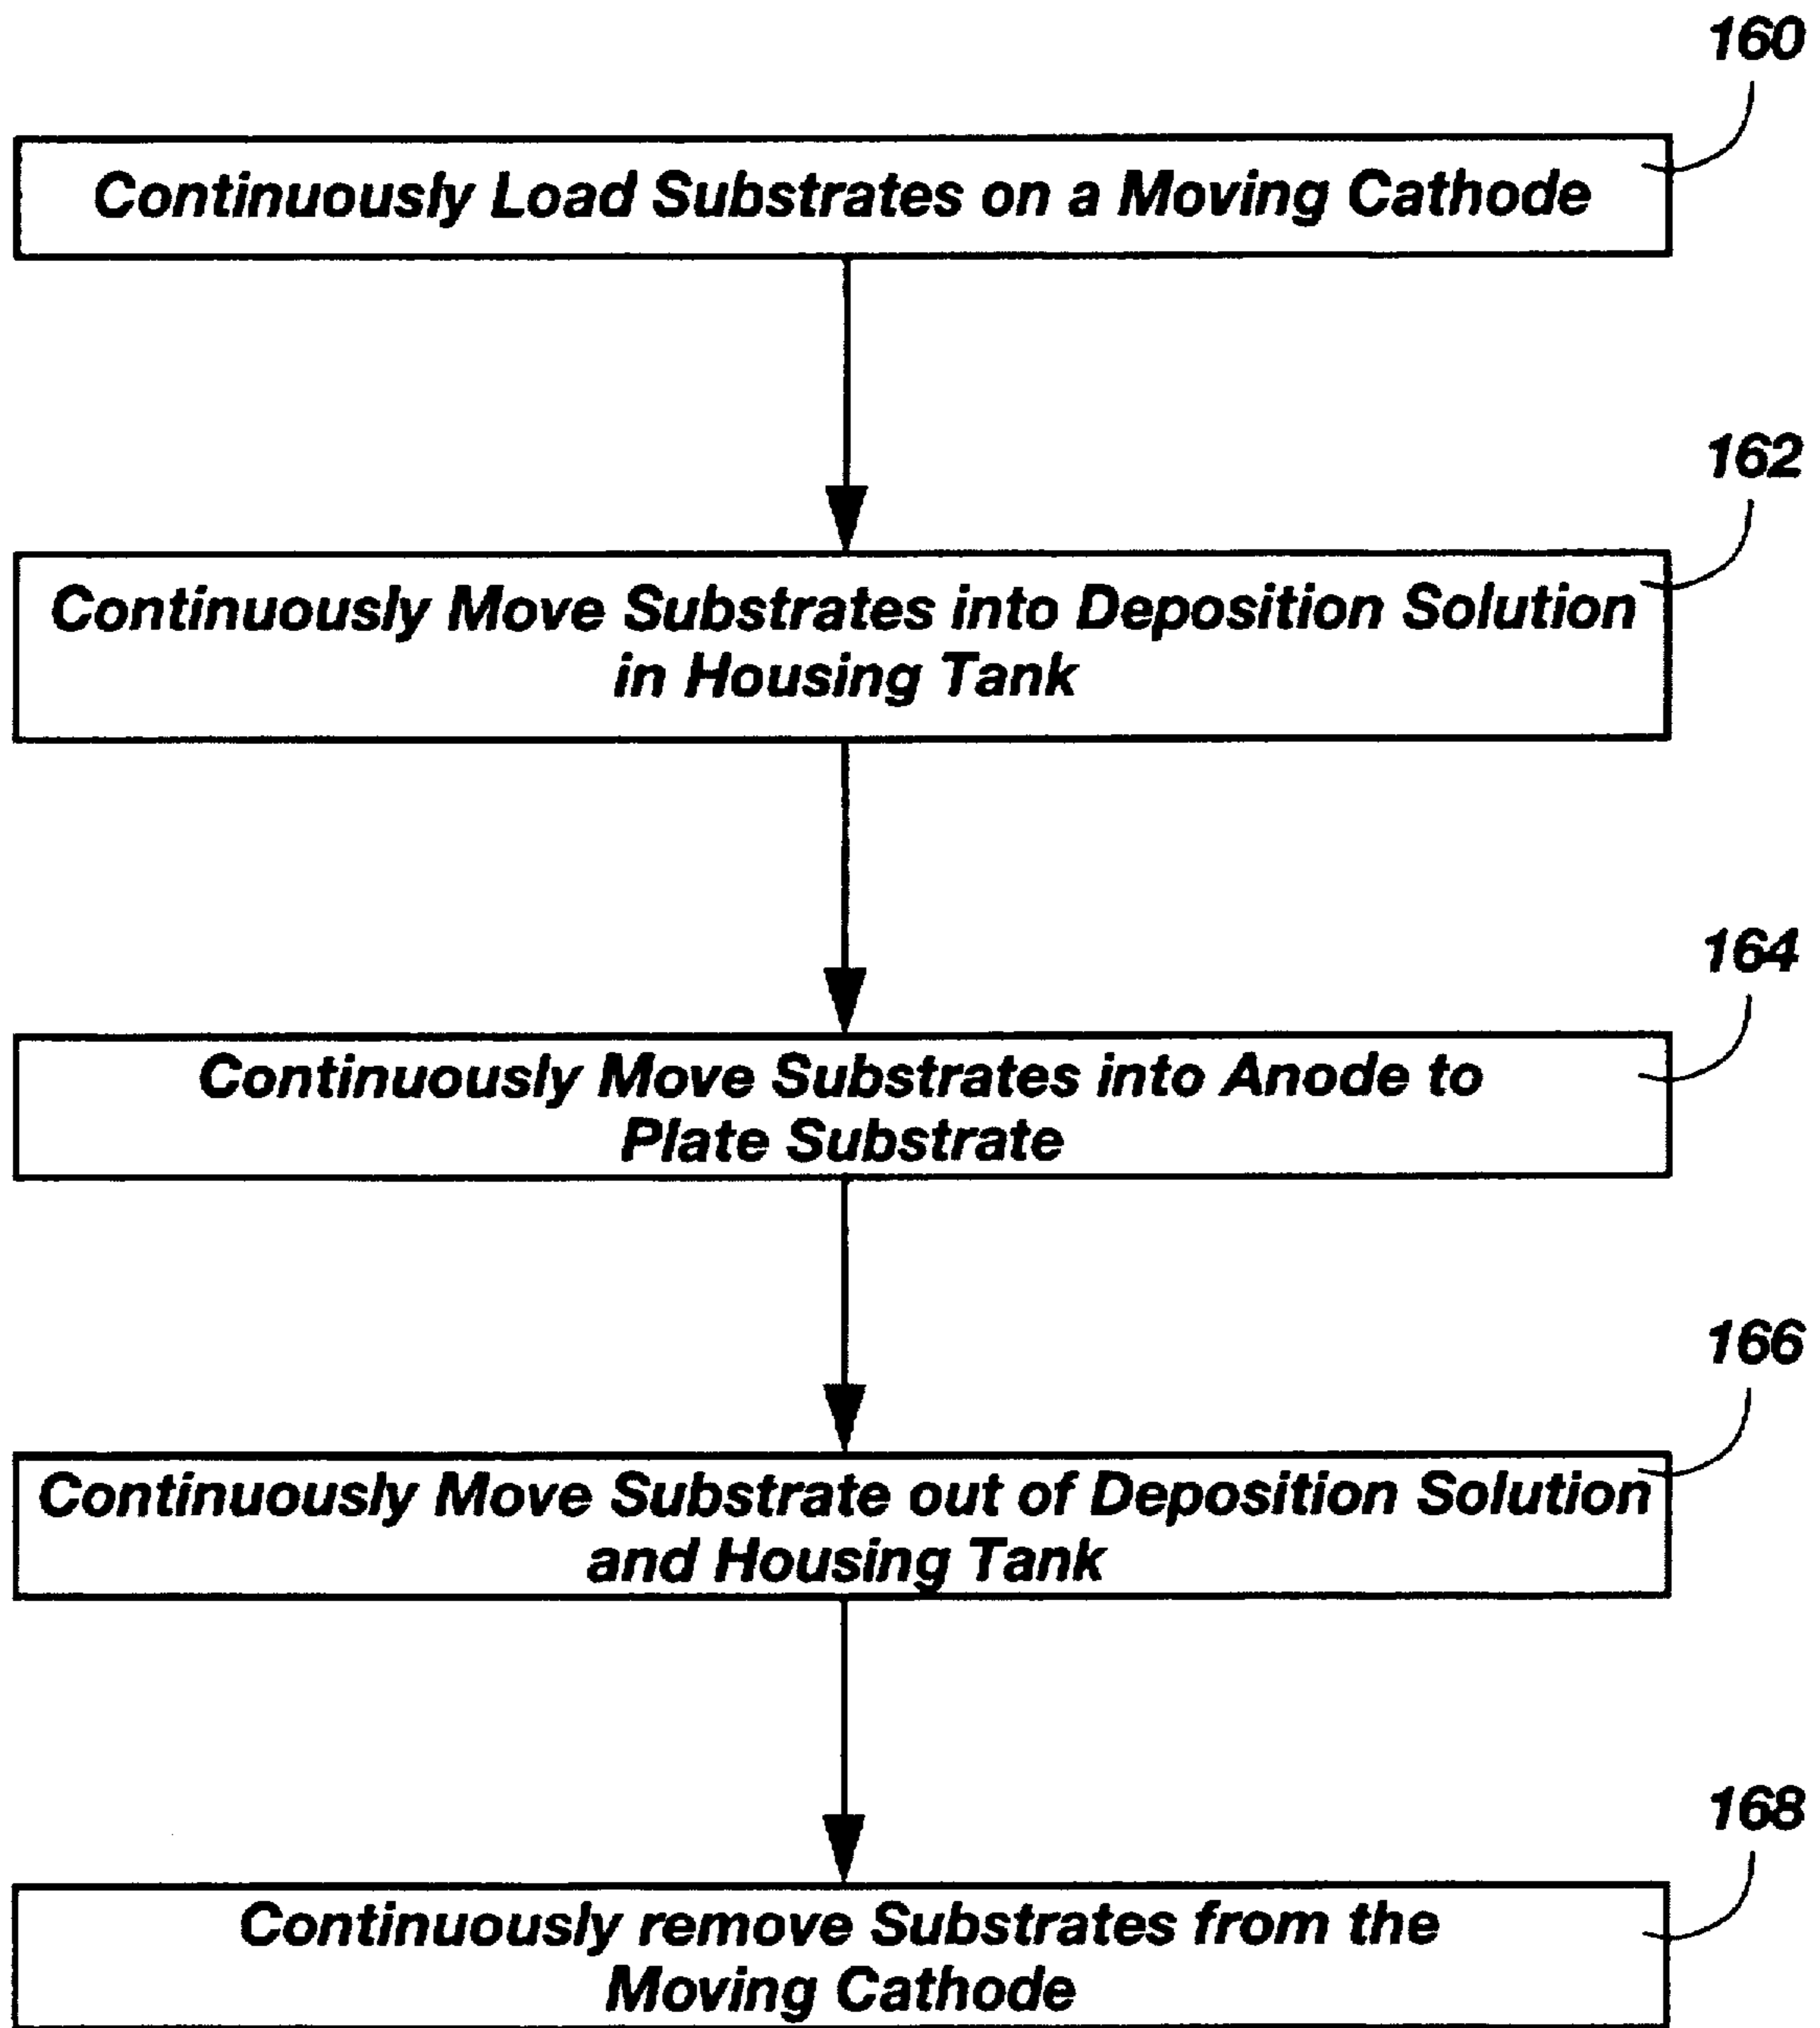 160
Continuously Load Substrates on a Moving Cathode
162
Continuously Move Substrates into Deposition Solution
in Housing Tank
164
Continuously Move Substrates into Anode to
Plate Substrate
166
Continuously Move Substrate out of Deposition Solution
and Housing Tank
168
Continuously remove Substrates from the
Moving Cathode